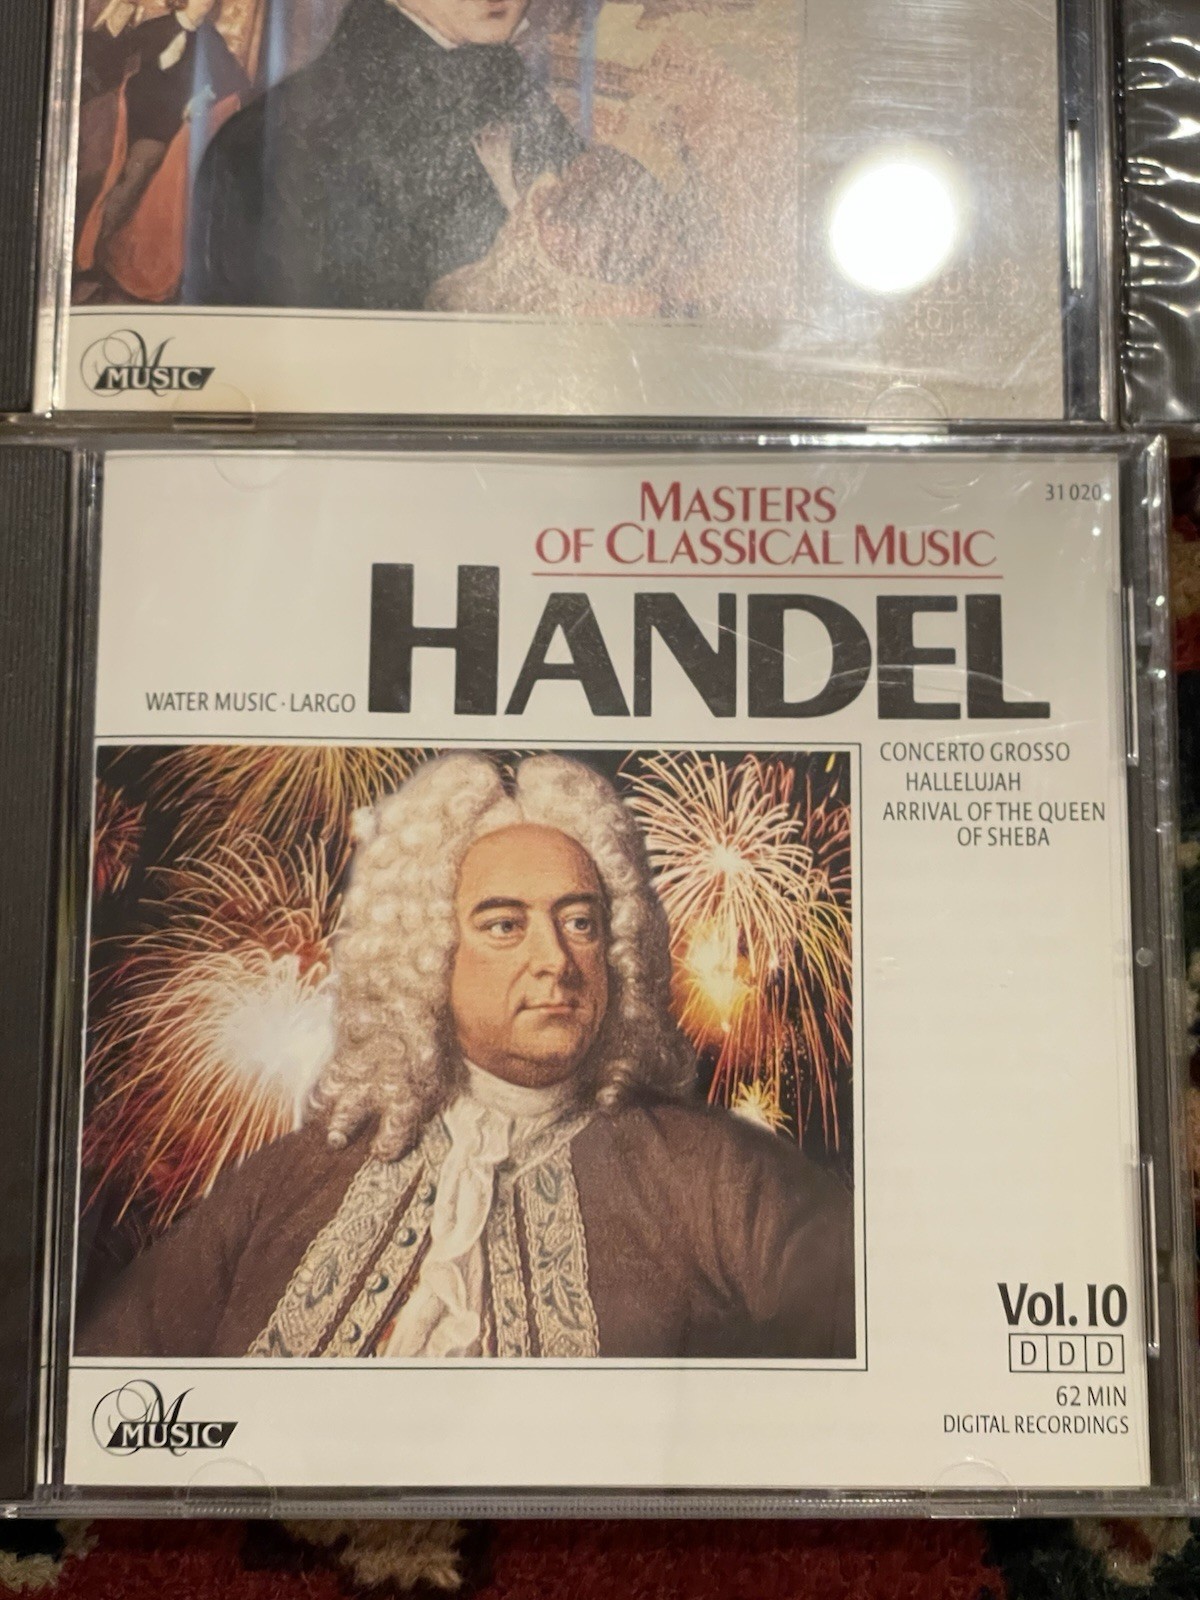 MUSIC
MASTERS
OF CLASSICAL MUSIC
31 020
HANDEL
WATER MUSIC · LARGO
CONCERTO GROSSO
HALLELUJAH
ARRIVAL OF THE QUEEN
OF SHEBA
Vol. 10
DDD
62 MIN
DIGITAL RECORDINGS
M MUSIC